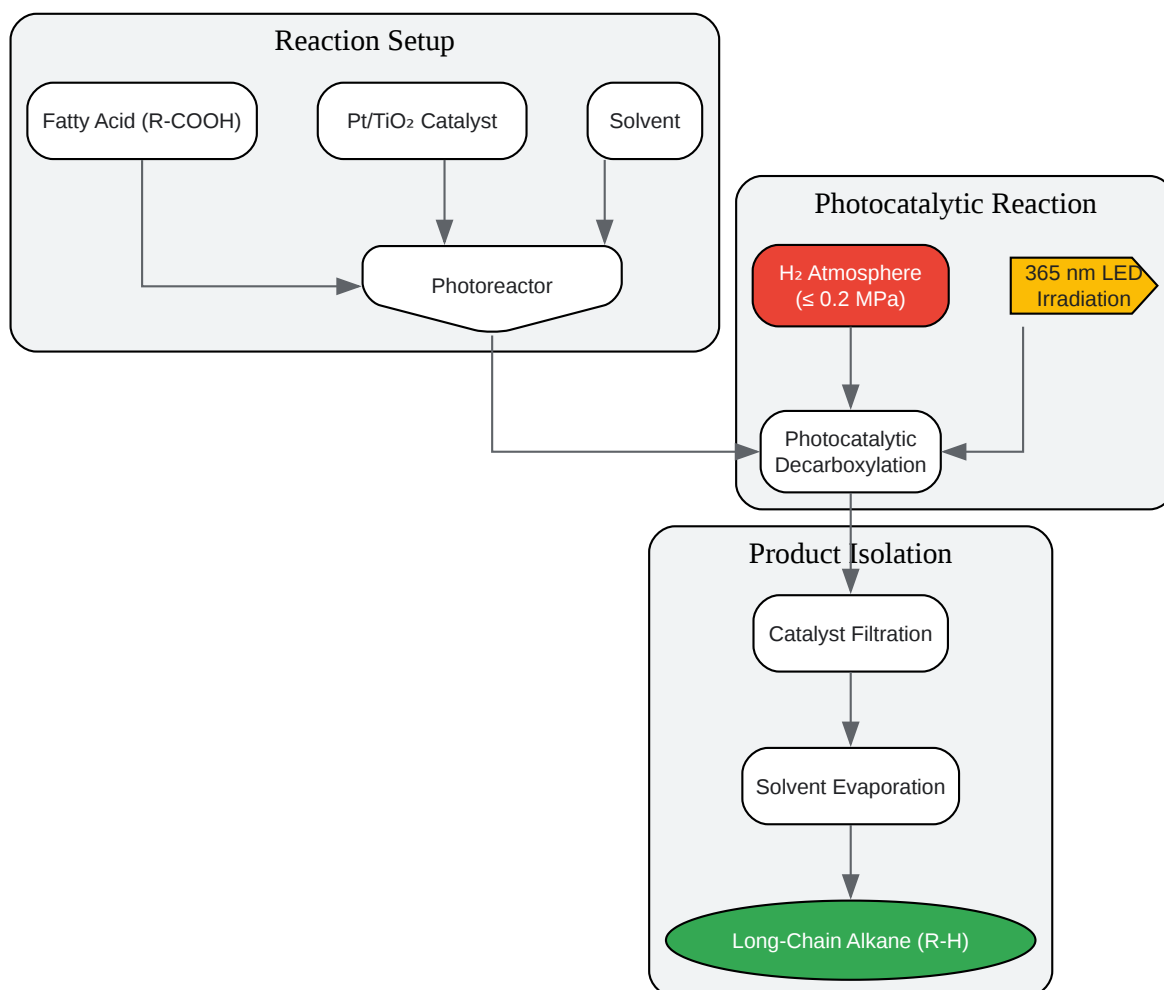 Reaction Setup
Fatty Acid (R-COOH)
Pt/TiO₂ Catalyst
Solvent
Photoreactor
Photocatalytic Reaction
H₂ Atmosphere
(≤ 0.2 MPa)
365 nm LED
Irradiation
Photocatalytic
Decarboxylation
Product Isolation
Catalyst Filtration
Solvent Evaporation
Long-Chain Alkane (R-H)